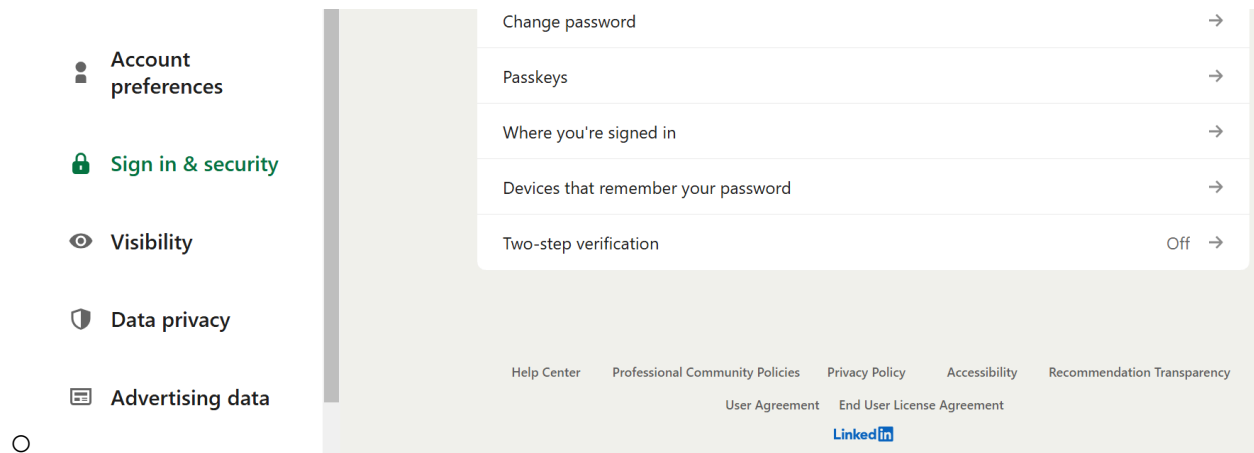 Account
preferences
Sign in & security
Visibility
Data privacy
Advertising data
Change password
Passkeys
Where you're signed in
Devices that remember your password
Two-step verification Off
Help Center Professional Community Policies Privacy Policy Accessibility Recommendation Transparency
User Agreement End User License Agreement
Linked in